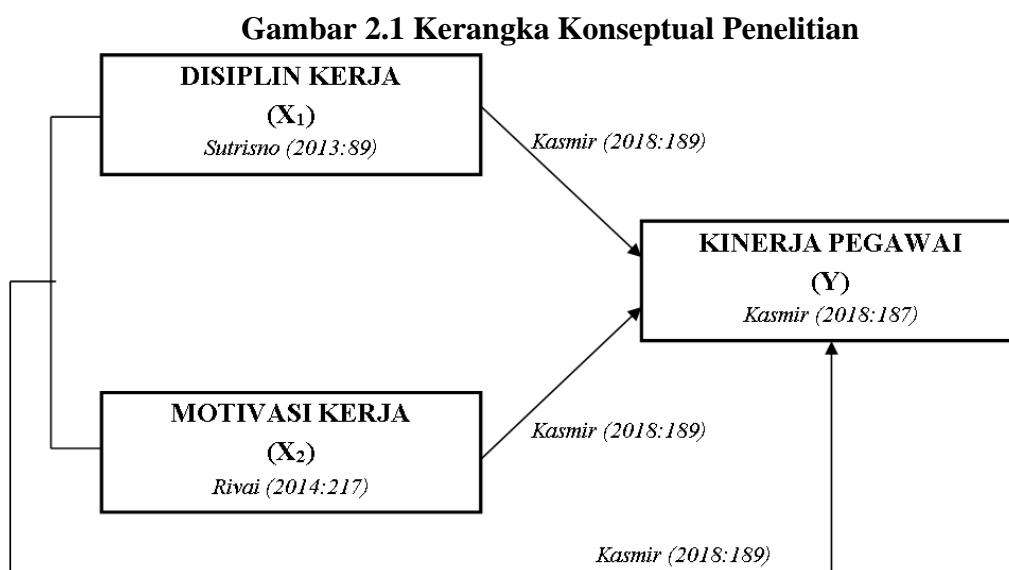 Gambar 2.1 Kerangka Konseptual Penelitian
DISIPLIN KERJA
(X₁)
Sutrisno (2013:89)
Kasmir (2018:189)
KINERJA PEGAWAI
(Y)
Kasmir (2018:187)
MOTIVASI KERJA
(X₂)
Rivai (2014:217)
Kasmir (2018:189)
Kasmir (2018:189)